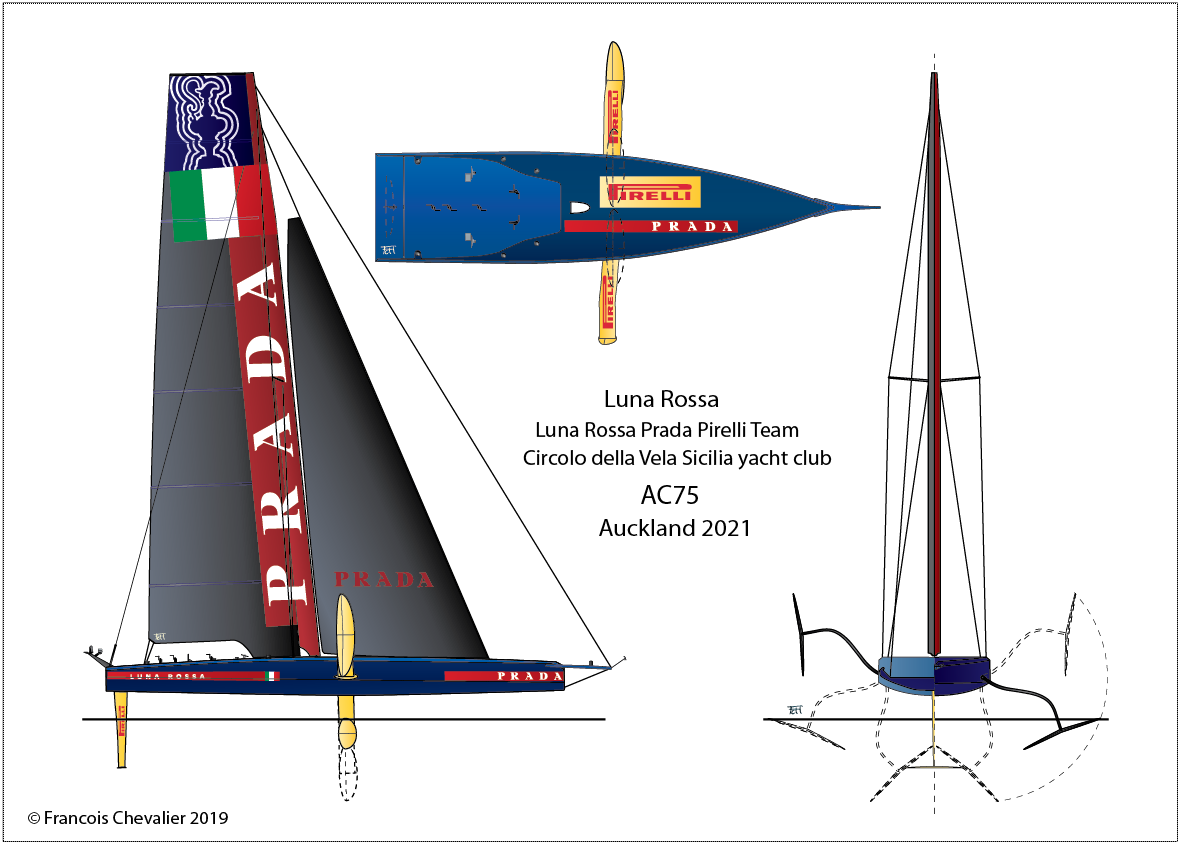 PIRELLI
PIRELLI
PRADA
PIRELLI
PRADA
PRADA
LUNA ROSSA
PRADA
PIRELLI
Luna Rossa
Luna Rossa Prada Pirelli Team
Circolo della Vela Sicilia yacht club
AC75
Auckland 2021
© Francois Chevalier 2019